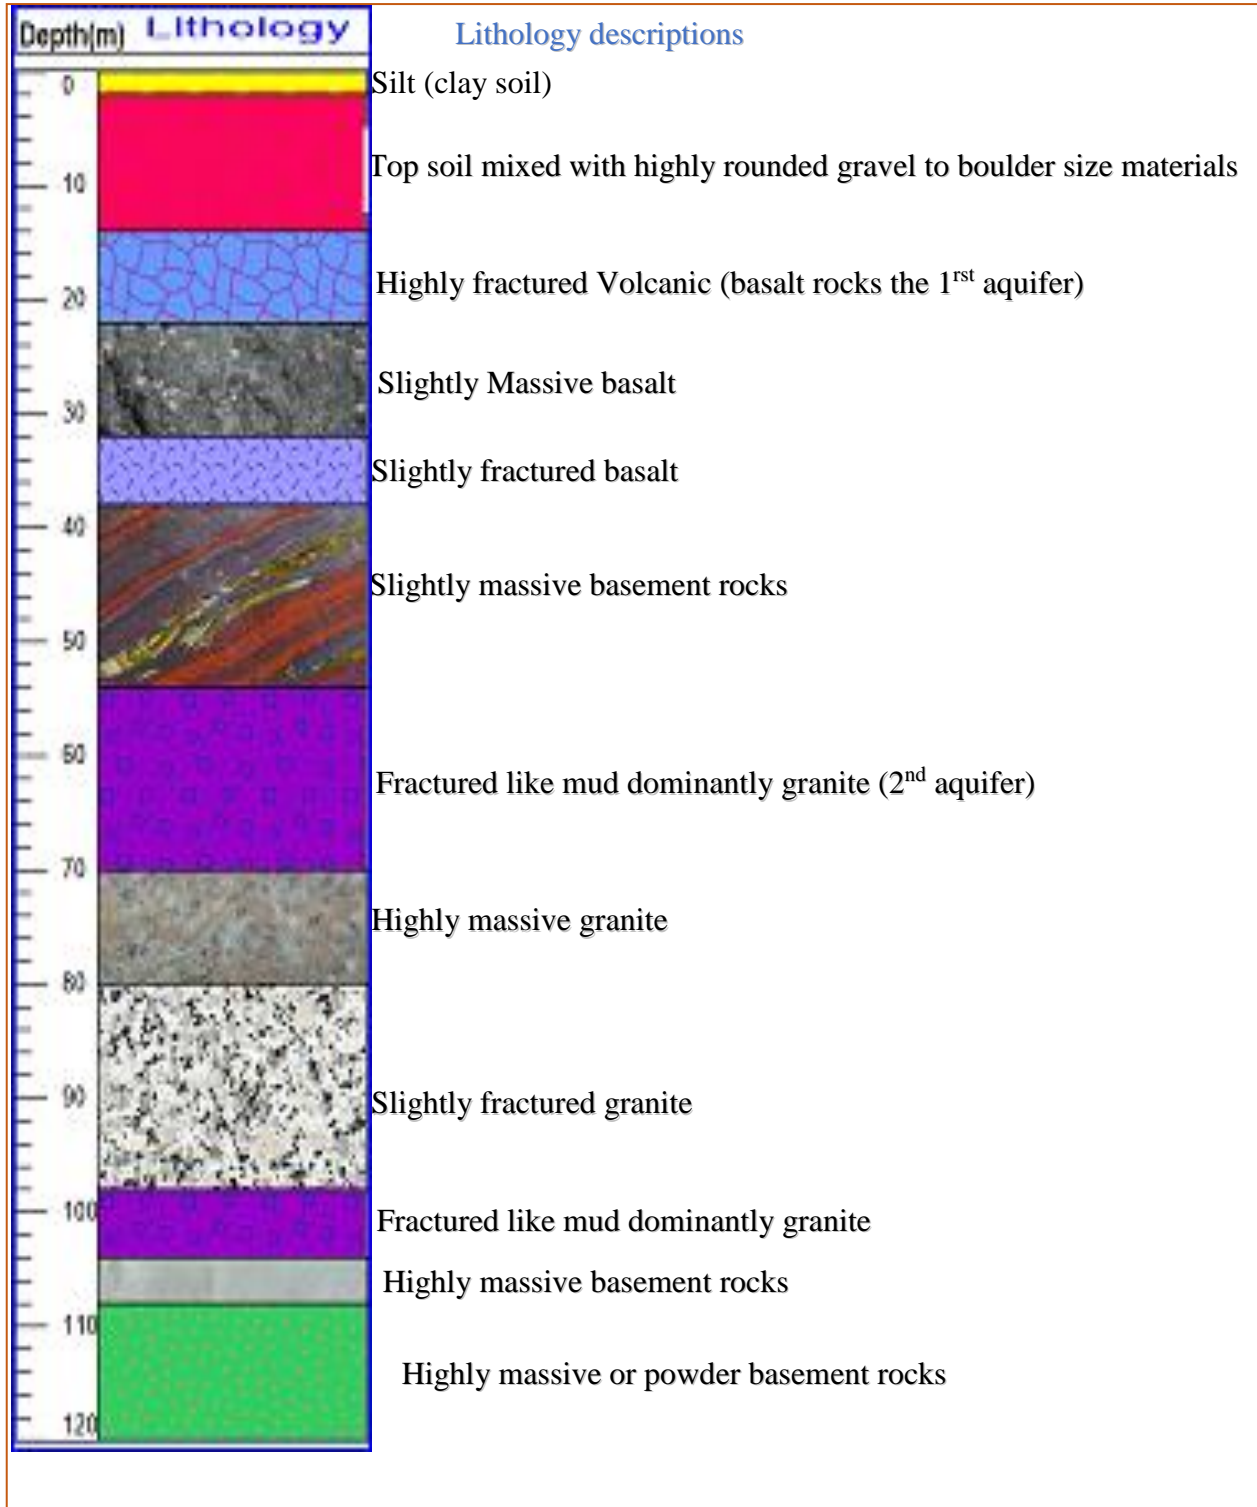 Depth(m) Lithology Lithology descriptions
0 Silt (clay soil)
Top soil mixed with highly rounded gravel to boulder size materials
10
Highly fractured Volcanic (basalt rocks the 1rst aquifer)
20
Slightly Massive basalt
30
Slightly fractured basalt
40
Slightly massive basement rocks
50
60
Fractured like mud dominantly granite (2nd aquifer)
70
Highly massive granite
80
90
Slightly fractured granite
100
Fractured like mud dominantly granite
Highly massive basement rocks
110
Highly massive or powder basement rocks
120